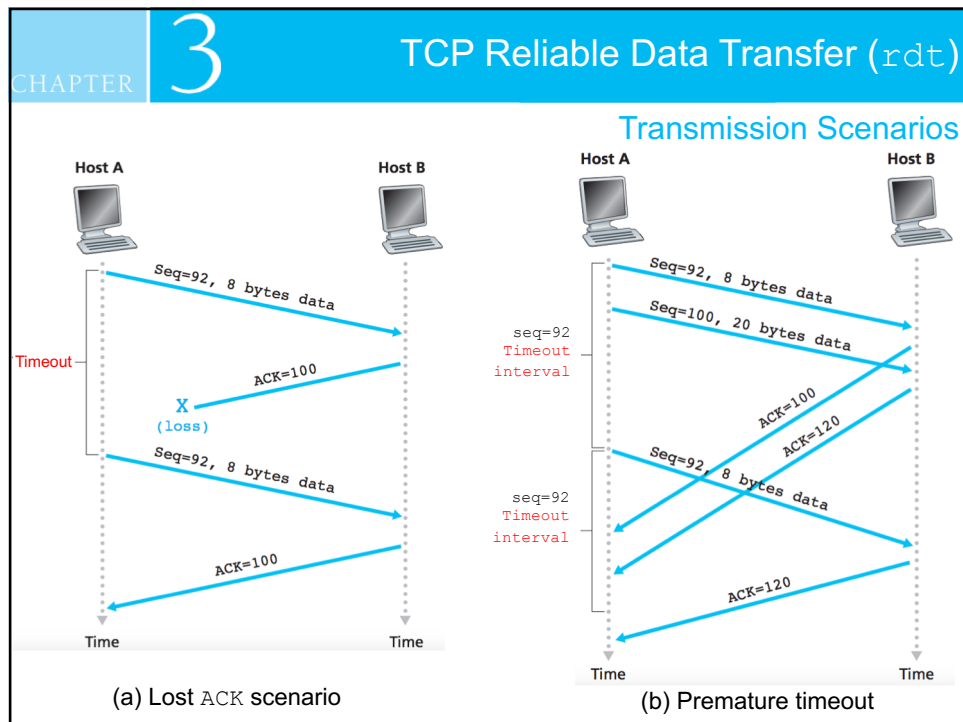 CHAPTER 3
TCP Reliable Data Transfer (rdt)
Transmission Scenarios
Host A
Host B
Seq=92, 8 bytes data
Timeout
ACK=100
X
(loss)
Seq=92, 8 bytes data
ACK=100
Time
Time
(a) Lost ACK scenario
Host A
Host B
Seq=92, 8 bytes data
Seq=100, 20 bytes data
seq=92
Timeout
interval
ACK=100
ACK=120
Seq=92, 8 bytes data
seq=92
Timeout
interval
ACK=120
Time
Time
(b) Premature timeout